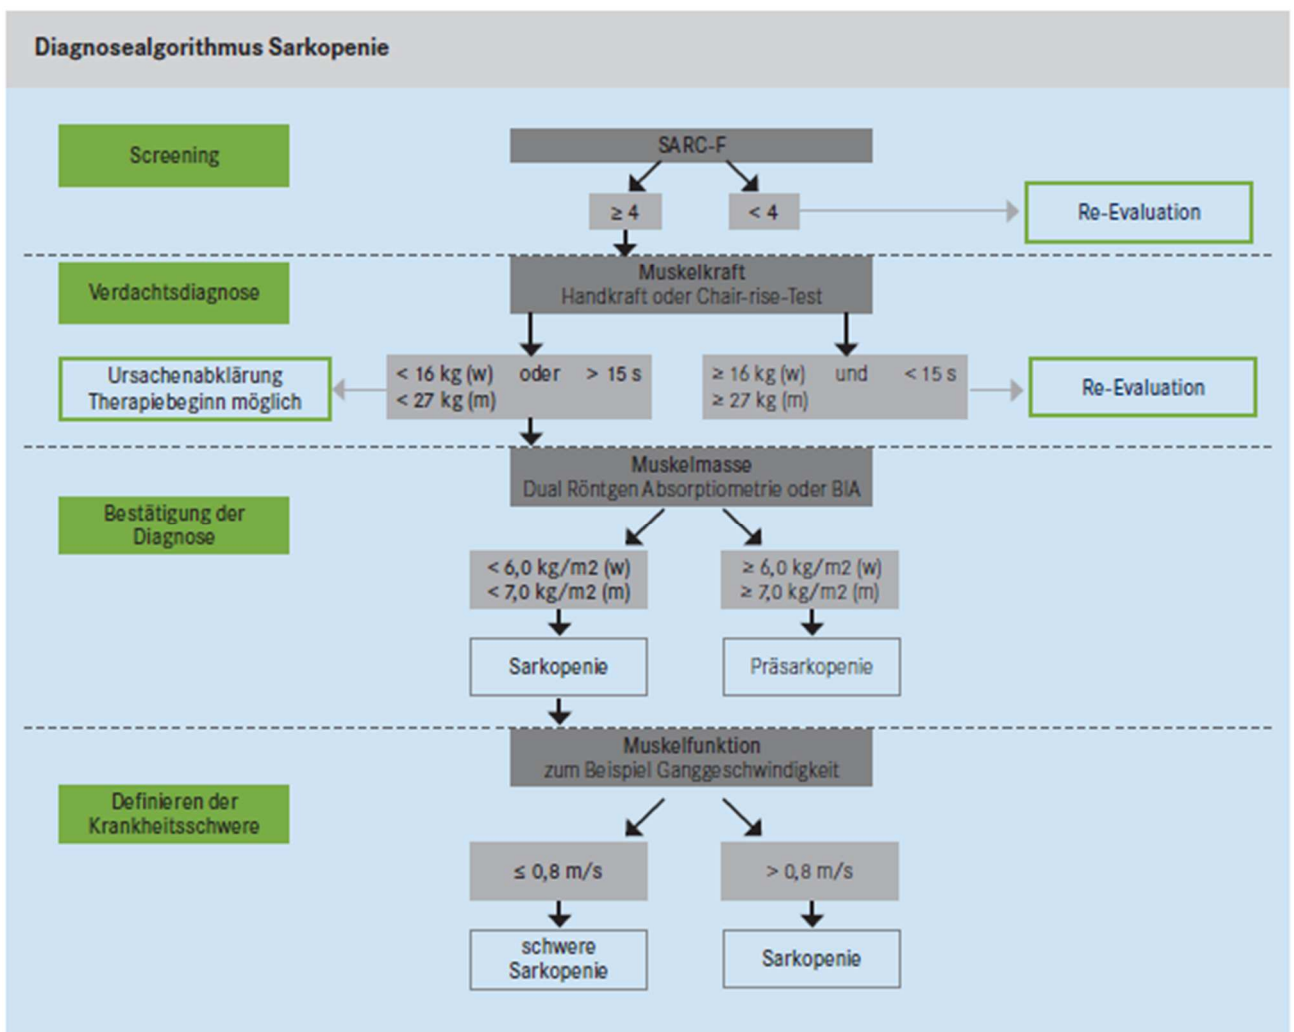 Diagnosealgorithmus Sarkopenie
Screening
SARC-F
≥ 4
< 4
Re-Evaluation
Verdachtsdiagnose
Muskelkraft
Handkraft oder Chair-rise-Test
Ursachenabklärung
Therapiebeginn möglich
< 16 kg (w) oder > 15 s
< 27 kg (m)
≥ 16 kg (w) und < 15 s
≥ 27 kg (m)
Re-Evaluation
Bestätigung der
Diagnose
Muskelmasse
Dual Röntgen Absorptiometrie oder BIA
< 6,0 kg/m2 (w)
< 7,0 kg/m2 (m)
≥ 6,0 kg/m2 (w)
≥ 7,0 kg/m2 (m)
Sarkopenie
Präsarkopenie
Definieren der
Krankheitsschwere
Muskelfunktion
zum Beispiel Ganggeschwindigkeit
≤ 0,8 m/s
> 0,8 m/s
schwere
Sarkopenie
Sarkopenie